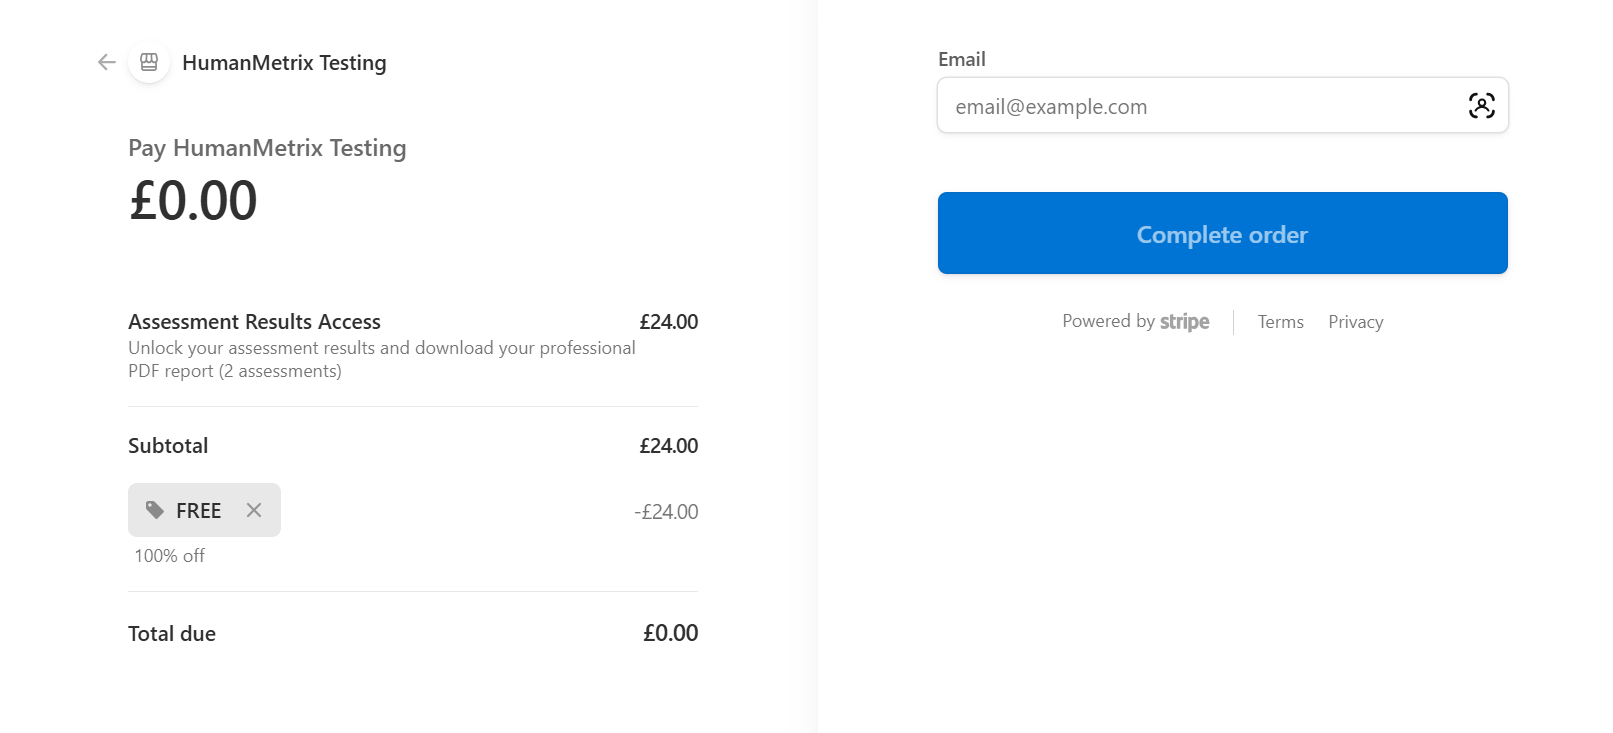 HumanMetrix Testing
Pay HumanMetrix Testing
£0.00
Assessment Results Access £24.00
Unlock your assessment results and download your professional
PDF report (2 assessments)
Subtotal £24.00
FREE -£24.00
100% off
Total due £0.00
Email
email@example.com
Complete order
Powered by stripe Terms Privacy